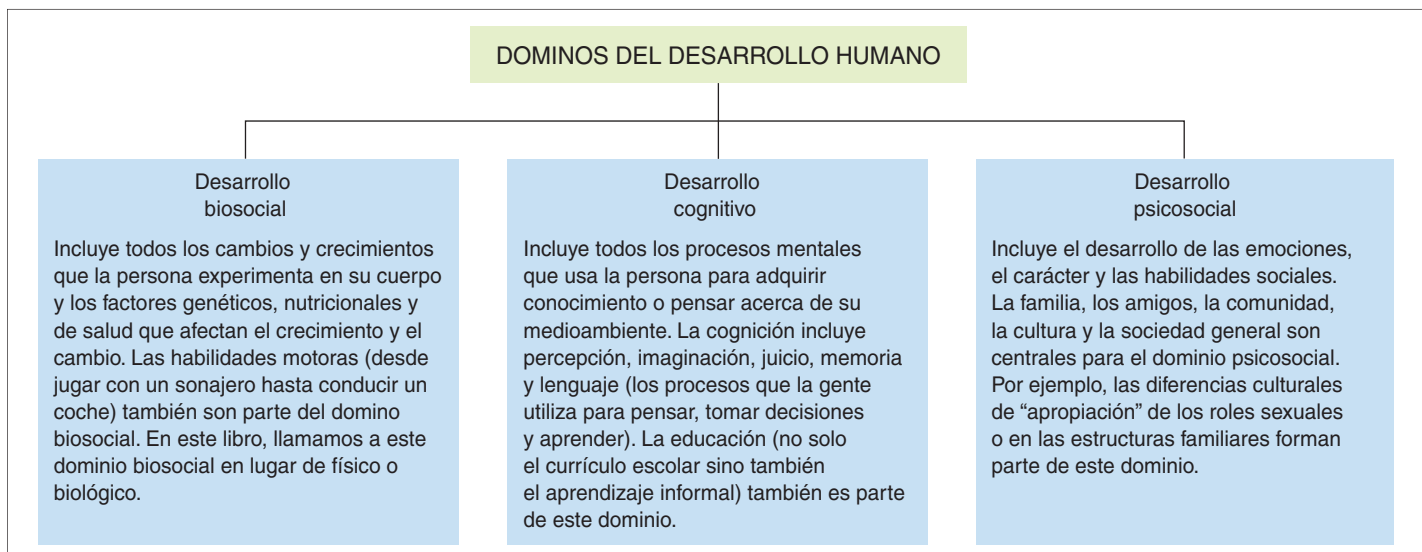 DOMINOS DEL DESARROLLO HUMANO
Desarrollo
biosocial
Incluye todos los cambios y crecimientos
que la persona experimenta en su cuerpo
y los factores genéticos, nutricionales y
de salud que afectan el crecimiento y el
cambio. Las habilidades motoras (desde
jugar con un sonajero hasta conducir un
coche) también son parte del domino
biosocial. En este libro, llamamos a este
dominio biosocial en lugar de físico o
biológico.
Desarrollo
cognitivo
Incluye todos los procesos mentales
que usa la persona para adquirir
conocimiento o pensar acerca de su
medioambiente. La cognición incluye
percepción, imaginación, juicio, memoria
y lenguaje (los procesos que la gente
utiliza para pensar, tomar decisiones
y aprender). La educación (no solo
el currículo escolar sino también
el aprendizaje informal) también es parte
de este dominio.
Desarrollo
psicosocial
Incluye el desarrollo de las emociones,
el carácter y las habilidades sociales.
La familia, los amigos, la comunidad,
la cultura y la sociedad general son
centrales para el dominio psicosocial.
Por ejemplo, las diferencias culturales
de “apropiación” de los roles sexuales
o en las estructuras familiares forman
parte de este dominio.